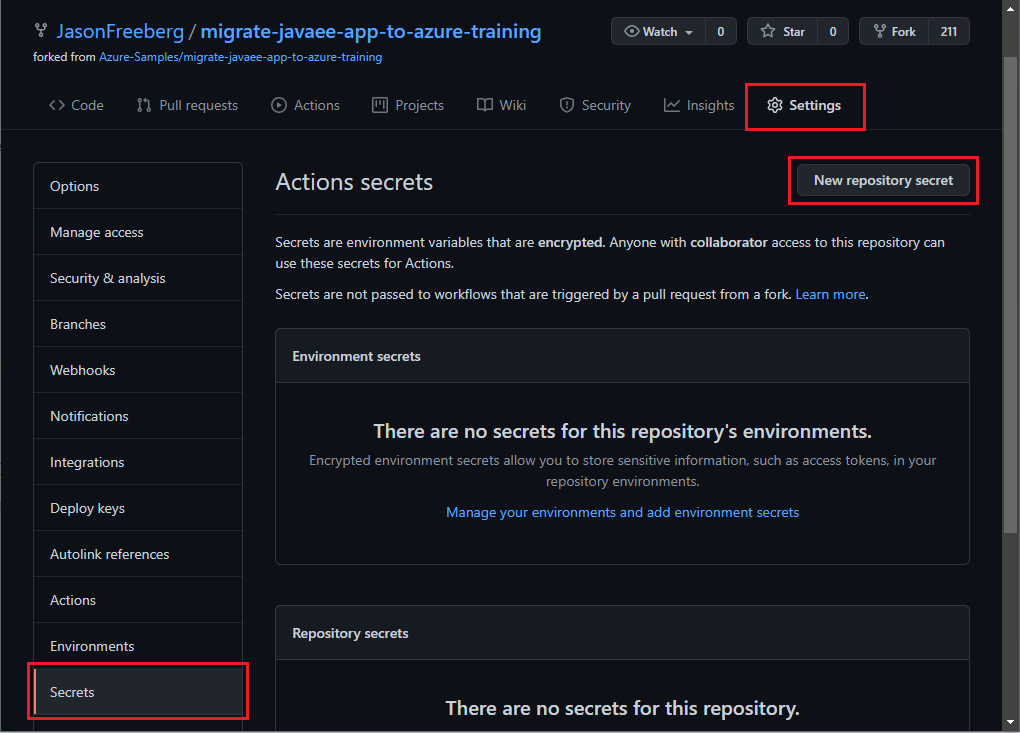 JasonFreeberg / migrate-javaee-app-to-azure-training
Watch 0 Star 0 Fork 211
forked from Azure-Samples/migrate-javaee-app-to-azure-training
Code Pull requests Actions Projects Wiki Security Insights Settings
Options
Manage access
Security & analysis
Branches
Webhooks
Notifications
Integrations
Deploy keys
Autolink references
Actions
Environments
Secrets
Actions secrets
New repository secret
Secrets are environment variables that are encrypted. Anyone with collaborator access to this repository can
use these secrets for Actions.
Secrets are not passed to workflows that are triggered by a pull request from a fork. Learn more.
Environment secrets
There are no secrets for this repository's environments.
Encrypted environment secrets allow you to store sensitive information, such as access tokens, in your
repository environments.
Manage your environments and add environment secrets
Repository secrets
There are no secrets for this repository.